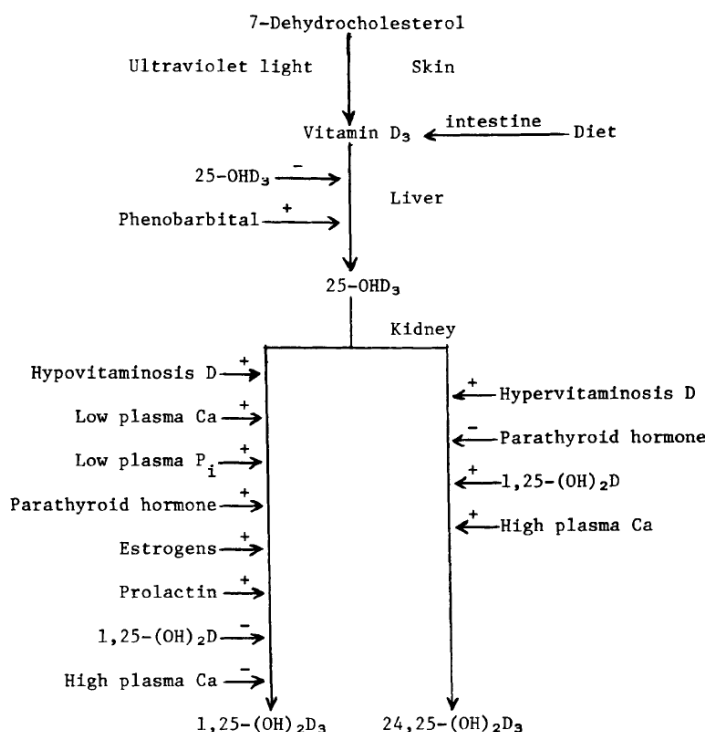 7-Dehydrocholesterol
Ultraviolet light Skin
Vitamin D₃ intestine Diet
25-OHD₃ -
Liver
Phenobarbital +
25-OHD₃
Kidney
Hypovitaminosis D +
+ Hypervitaminosis D
Low plasma Ca +
- Parathyroid hormone
Low plasma Pᵢ +
+ 1,25-(OH)₂D
Parathyroid hormone +
+ High plasma Ca
Estrogens +
Prolactin +
1,25-(OH)₂D -
High plasma Ca -
1,25-(OH)₂D₃ 24,25-(OH)₂D₃